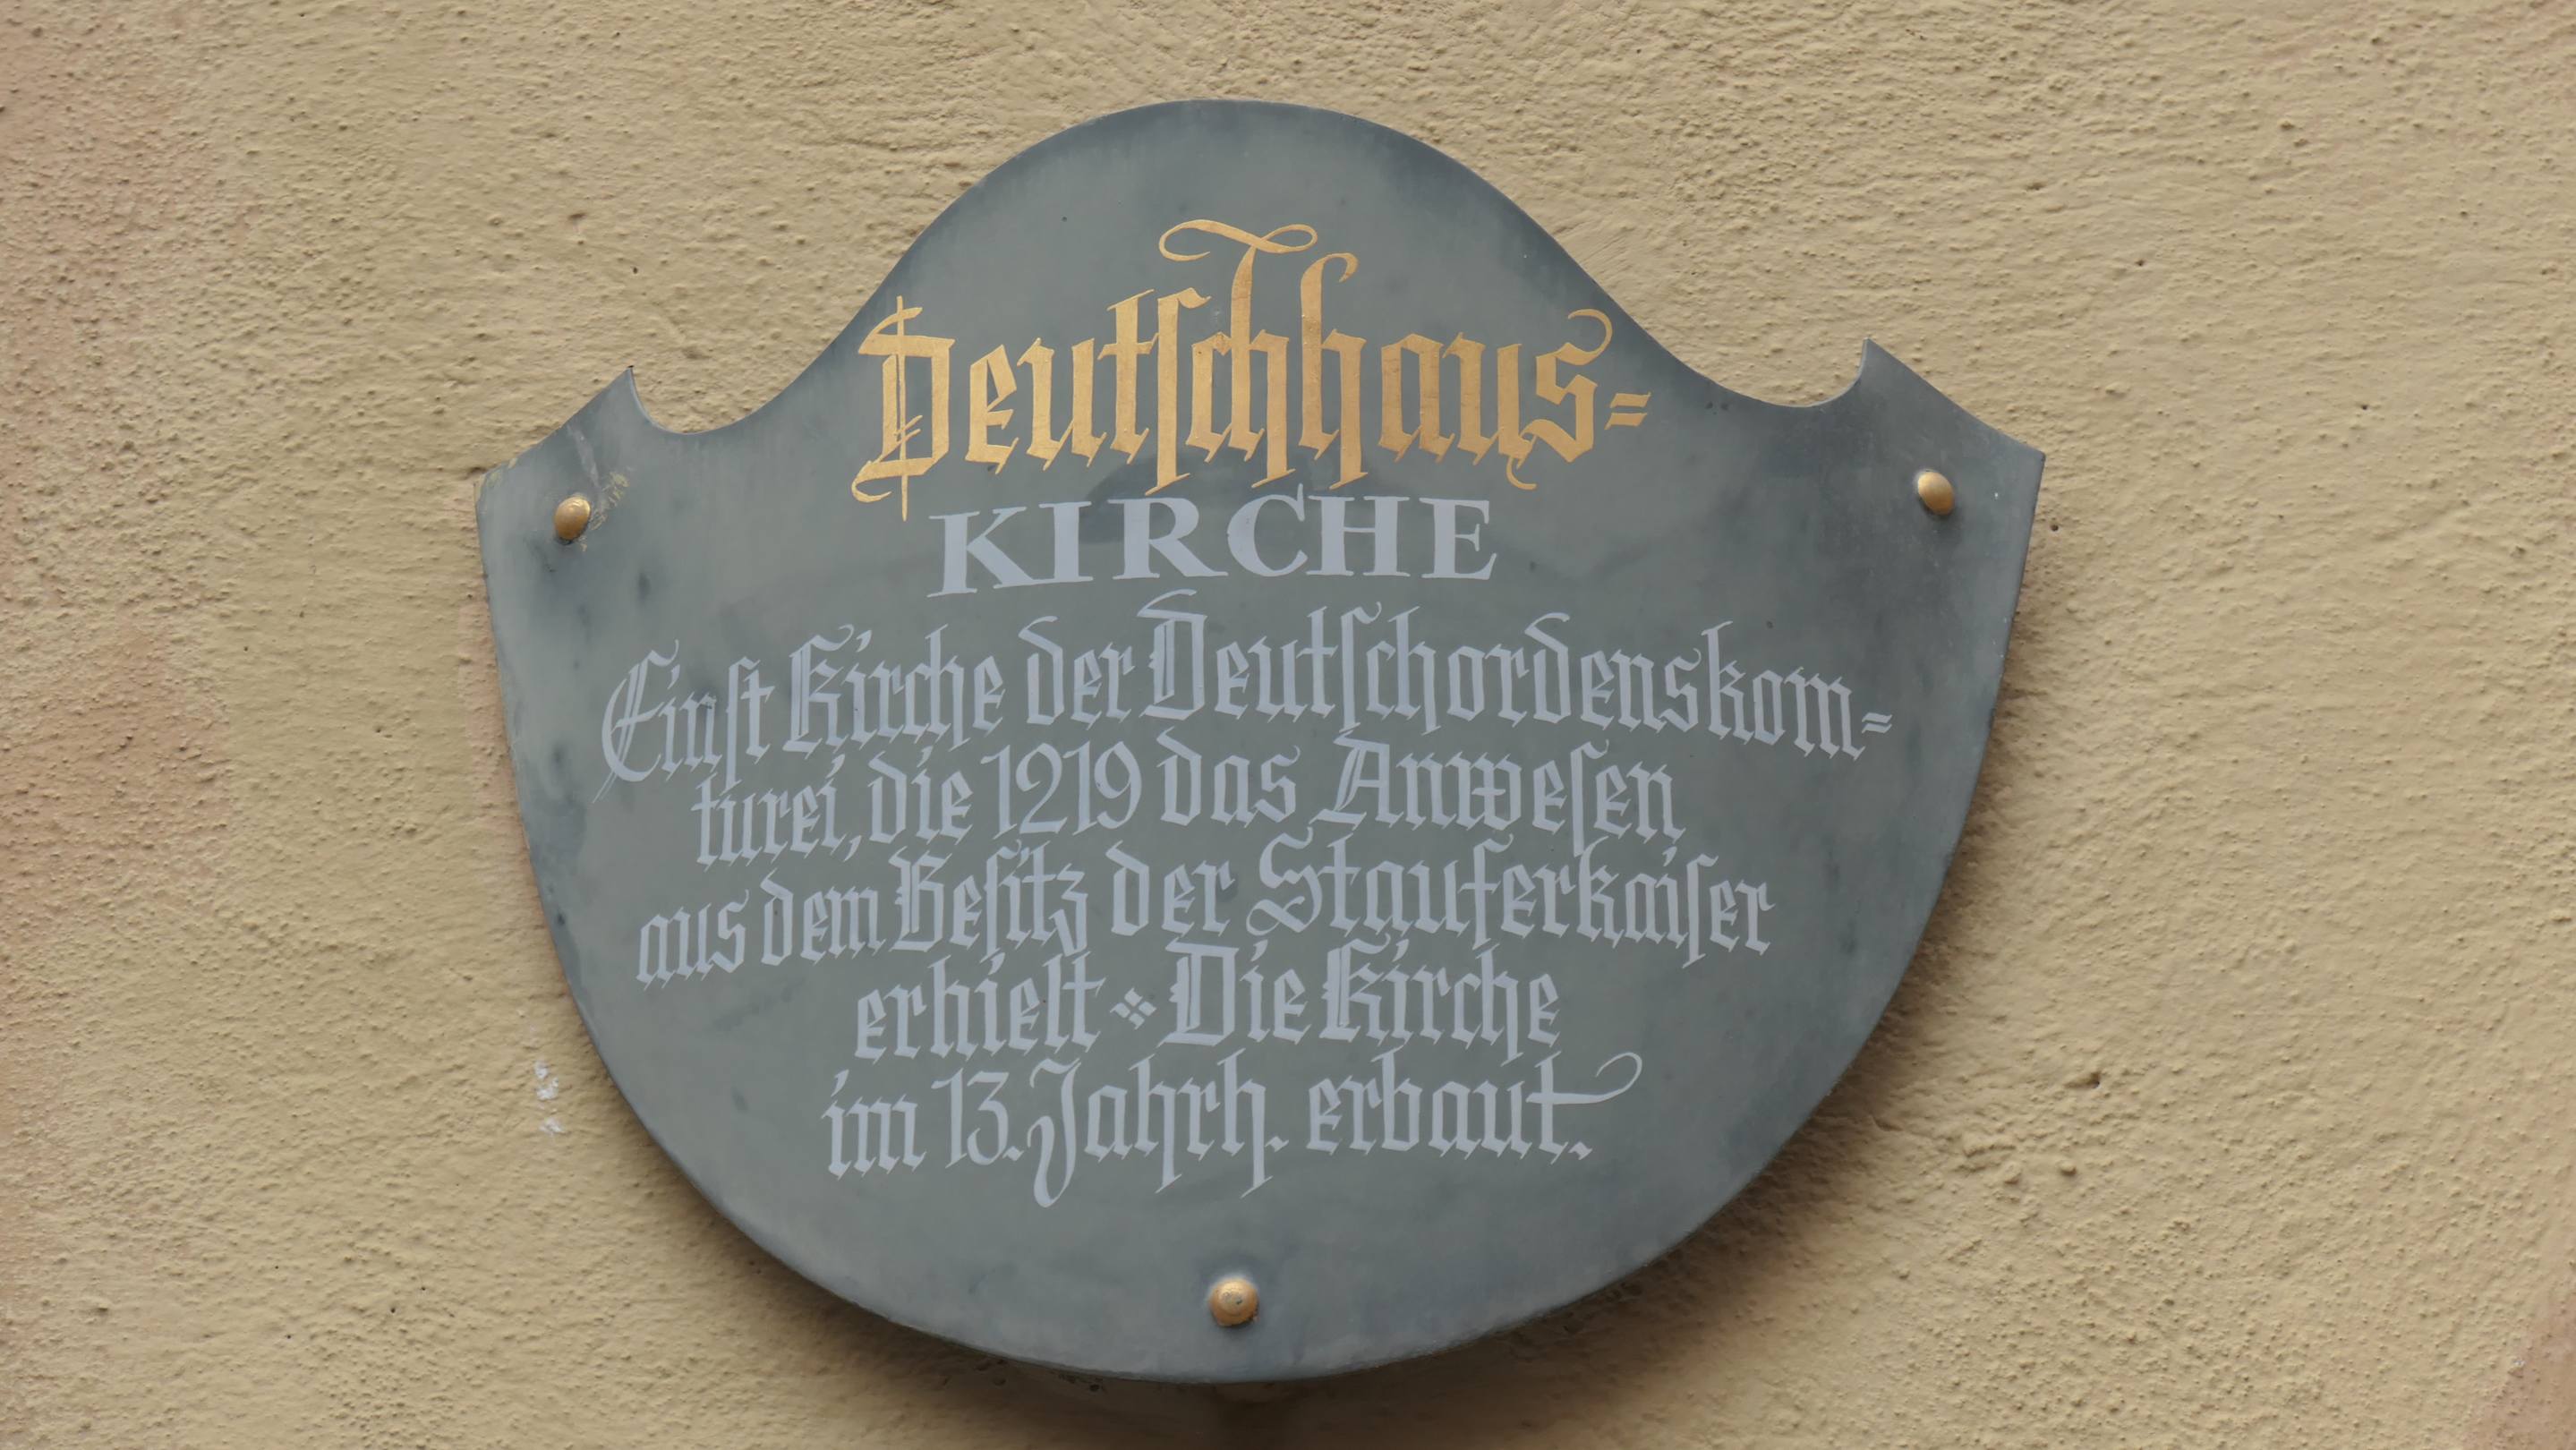 Deutſchhaus=
KIRCHE
Einſt Kirche der Deutſchordenskom=
turei, die 1219 das Anweſen
aus dem Beſitz der Stauferkaiſer
erhielt ❖ Die Kirche
im 13. Jahrh. erbaut.